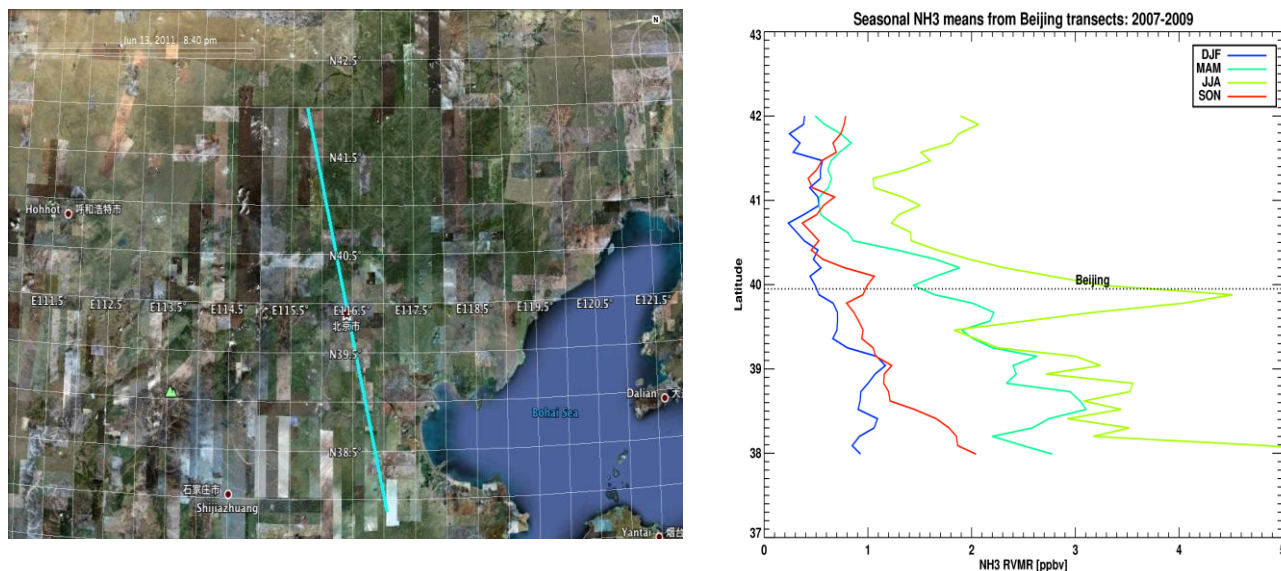 N
Jun 13, 2011 8:40 pm
N42.5°
N41.5°
Hohhot 呼和浩特市
N40.5°
E111.5° E112.5° E113.5° E114.5° E115.5° E116.5° E117.5° E118.5° E119.5° E120.5° E121.5°
北京市
N39.5°
Dalian
Bohai Sea
N38.5°
石家庄市
Shijiazhuang
Yantai 烟台
Seasonal NH3 means from Beijing transects: 2007-2009
43
DJF
MAM
JJA
SON
42
41
40
Beijing
Latitude
39
38
37
0 1 2 3 4 5
NH3 RVMR [ppbv]